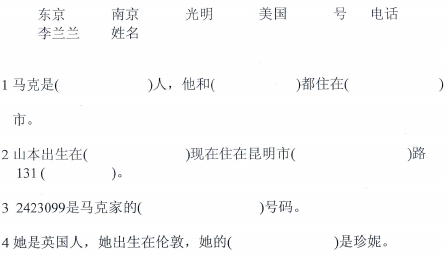 东京 南京 光明 美国 号 电话
李兰兰 姓名
1 马克是( )人，他和( )都住在( )
市。
2 山本出生在( )现在住在昆明市( )路
131 ( )。
3 2423099是马克家的( )号码。
4 她是英国人，她出生在伦敦，她的( )是珍妮。